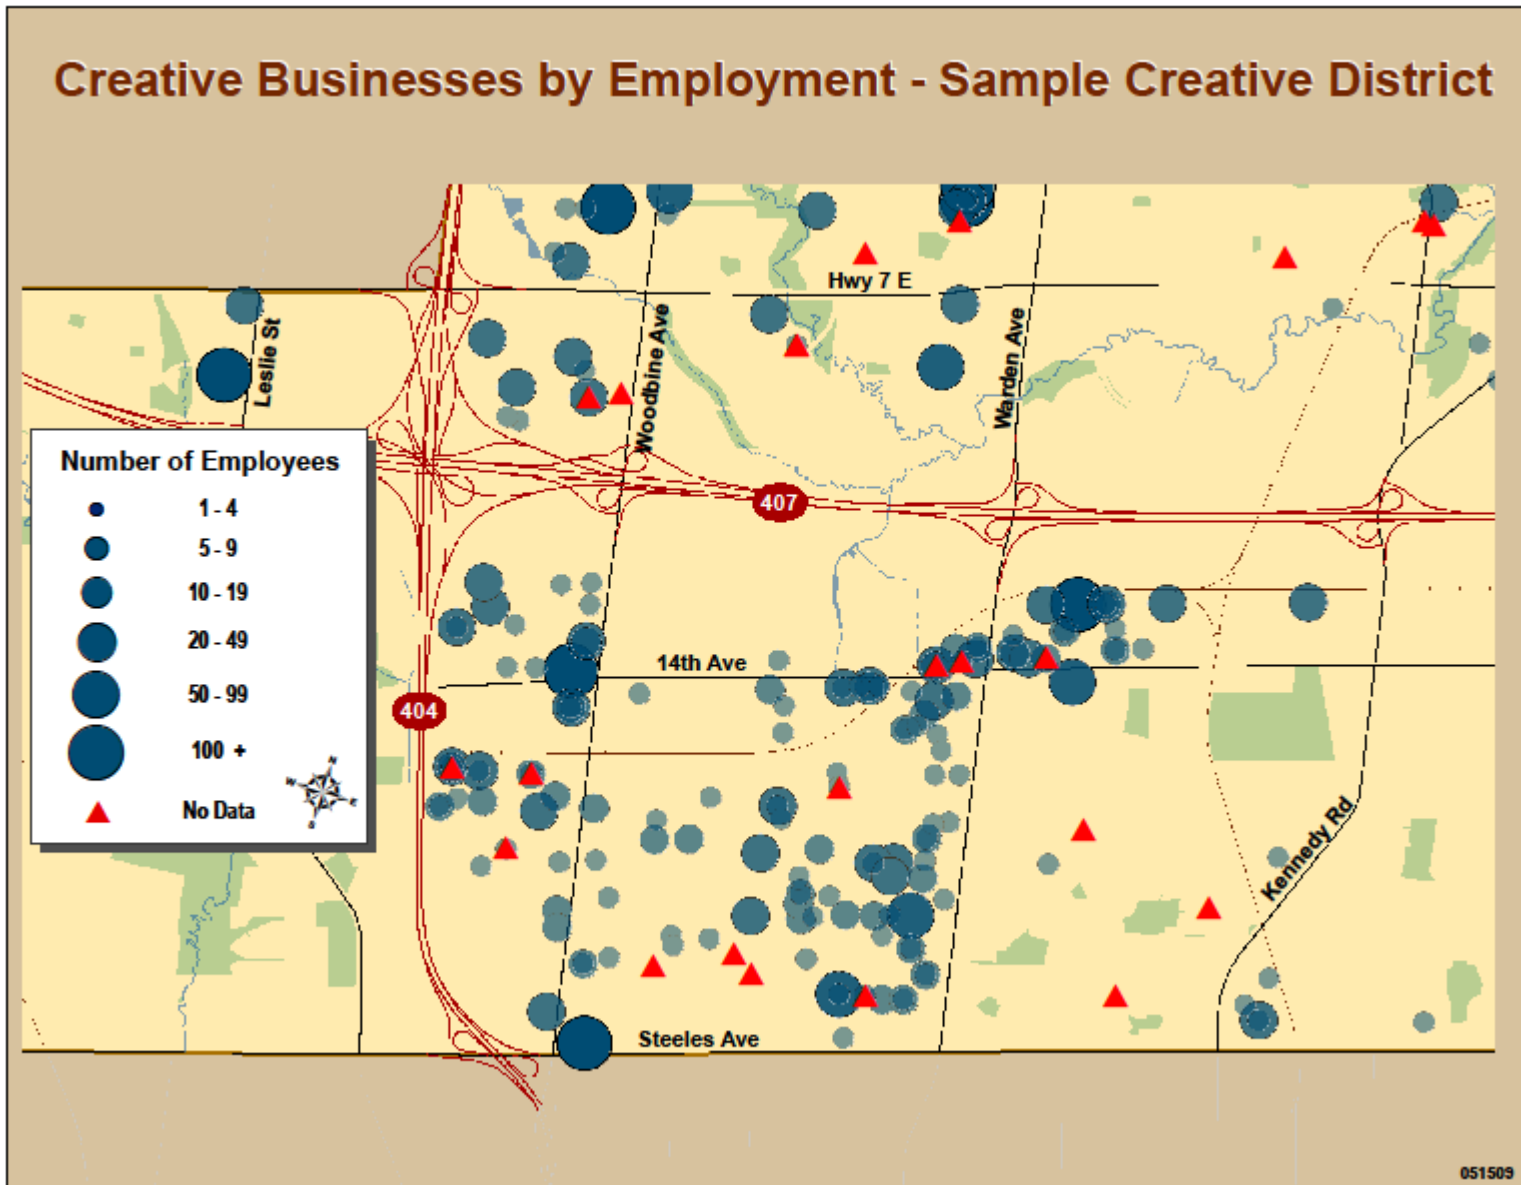 Creative Businesses by Employment - Sample Creative District
Hwy 7 E
Leslie St
Woodbine Ave
Warden Ave
Number of Employees
1 - 4
5 - 9
10 - 19
20 - 49
50 - 99
100 +
No Data
407
14th Ave
404
Kennedy Rd
Steeles Ave
051509